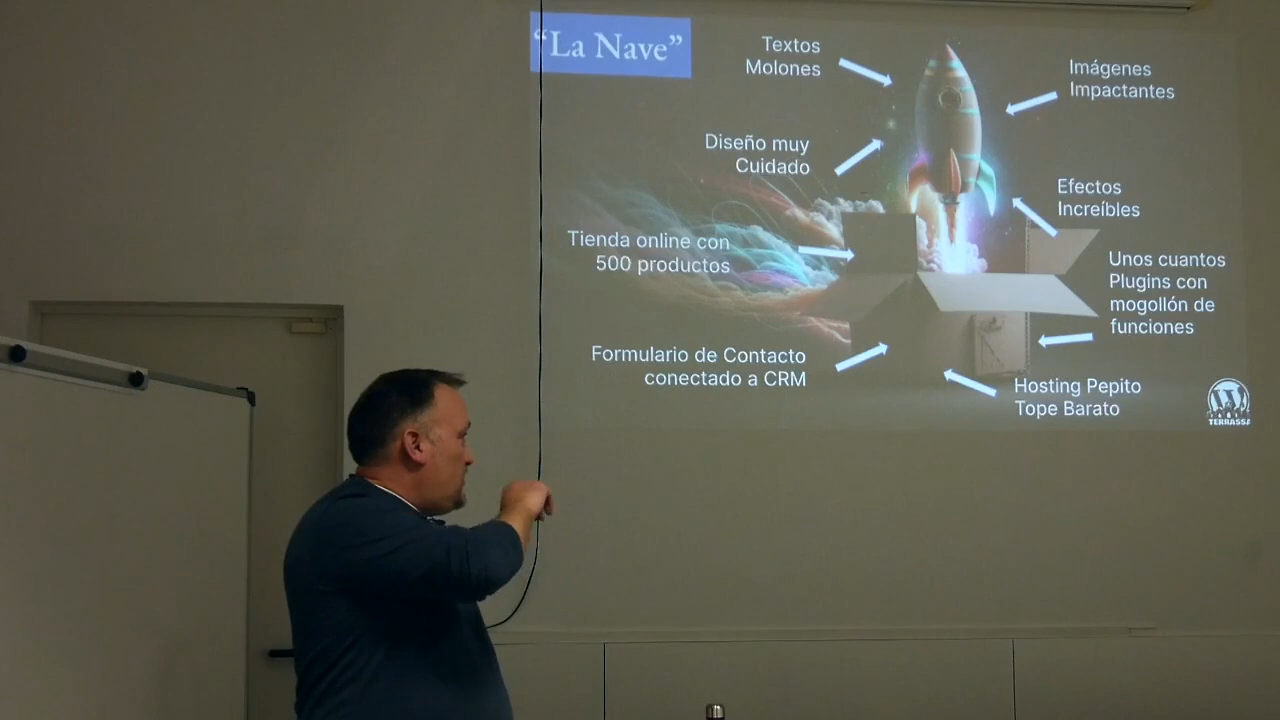 “La Nave”
Textos
Molones
Imágenes
Impactantes
Diseño muy
Cuidado
Efectos
Increíbles
Tienda online con
500 productos
Unos cuantos
Plugins con
mogollón de
funciones
Formulario de Contacto
conectado a CRM
Hosting Pepito
Tope Barato
TERRASSA